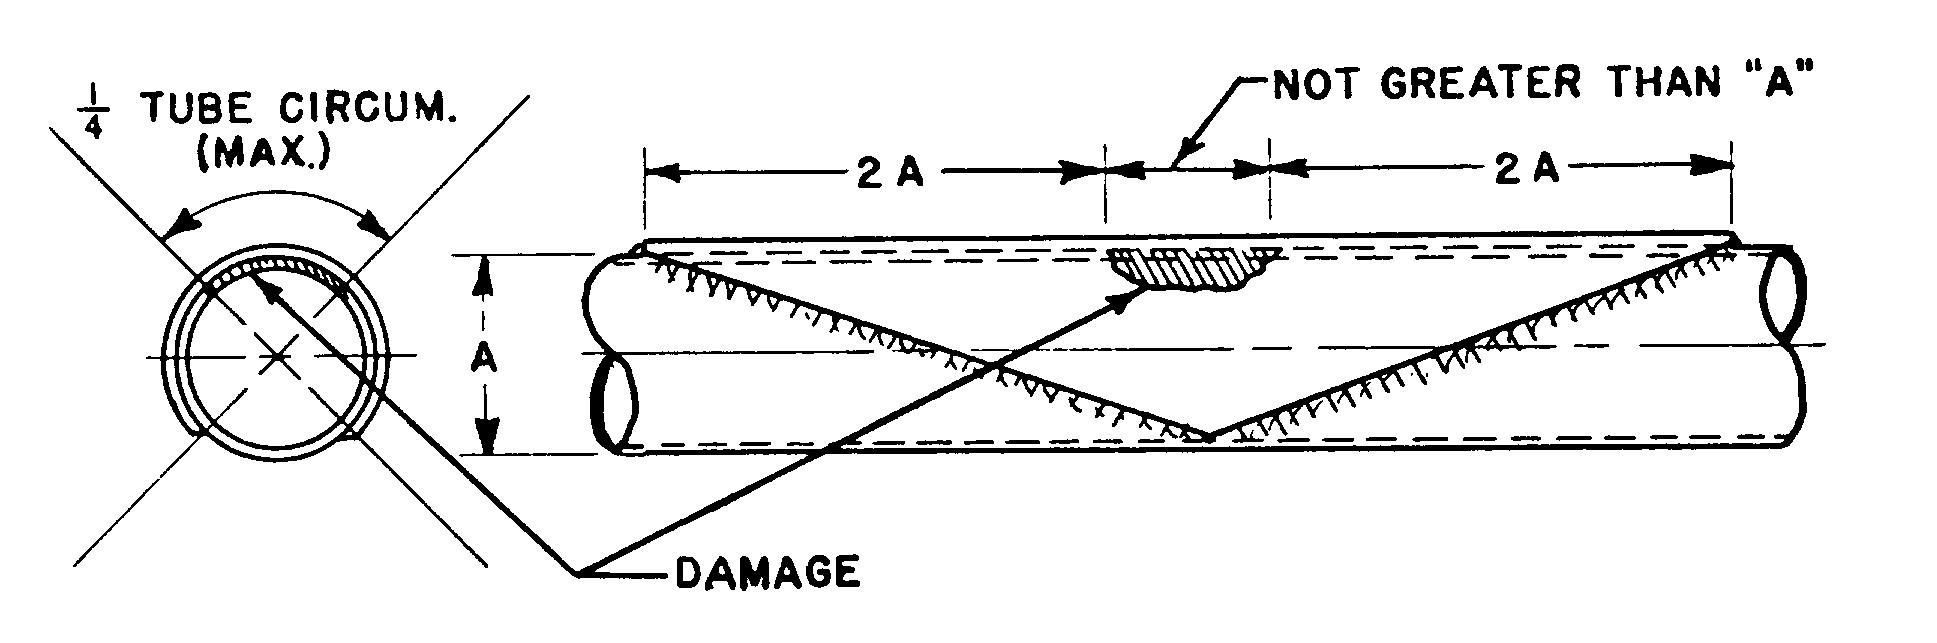 1/4 TUBE CIRCUM.
(MAX.)
NOT GREATER THAN "A"
2 A
2 A
A
DAMAGE